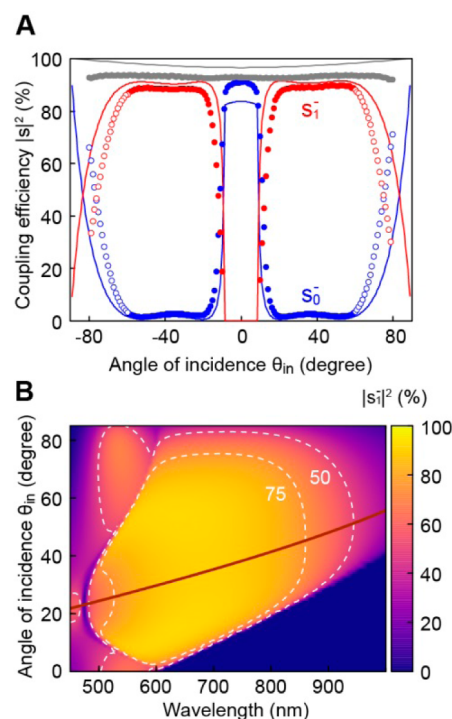 A
Coupling efficiency |s|² (%)
100
80
60
40
20
0
s₁⁻
s₀⁻
-80 -40 0 40 80
Angle of incidence θin (degree)
B
|s₁⁻|² (%)
Angle of incidence θin (degree)
80
60
40
20
0
75
50
500 600 700 800 900
Wavelength (nm)
100
80
60
40
20
0